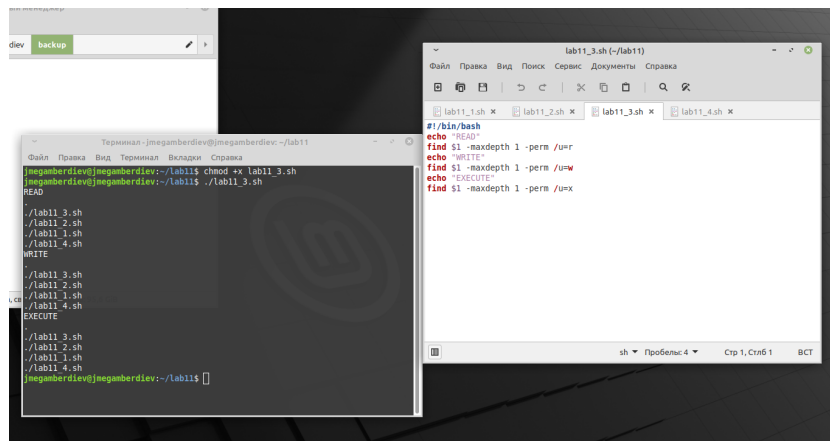 diev backup
lab11_3.sh (~/lab11)
Файл Правка Вид Поиск Сервис Документы Справка
lab11_1.sh × lab11_2.sh × lab11_3.sh × lab11_4.sh ×
#!/bin/bash
echo "READ"
find $1 -maxdepth 1 -perm /u=r
echo "WRITE"
find $1 -maxdepth 1 -perm /u=w
echo "EXECUTE"
find $1 -maxdepth 1 -perm /u=x
sh Пробелы: 4 Стр 1, Стлб 1 ВСТ
Терминал - jmegamberdiev@jmegamberdiev: ~/lab11
Файл Правка Вид Терминал Вкладки Справка
jmegamberdiev@jmegamberdiev:~/lab11$ chmod +x lab11_3.sh
jmegamberdiev@jmegamberdiev:~/lab11$ ./lab11_3.sh
READ
.
./lab11_3.sh
./lab11_2.sh
./lab11_1.sh
./lab11_4.sh
WRITE
.
./lab11_3.sh
./lab11_2.sh
./lab11_1.sh
./lab11_4.sh
EXECUTE
.
./lab11_3.sh
./lab11_2.sh
./lab11_1.sh
./lab11_4.sh
jmegamberdiev@jmegamberdiev:~/lab11$